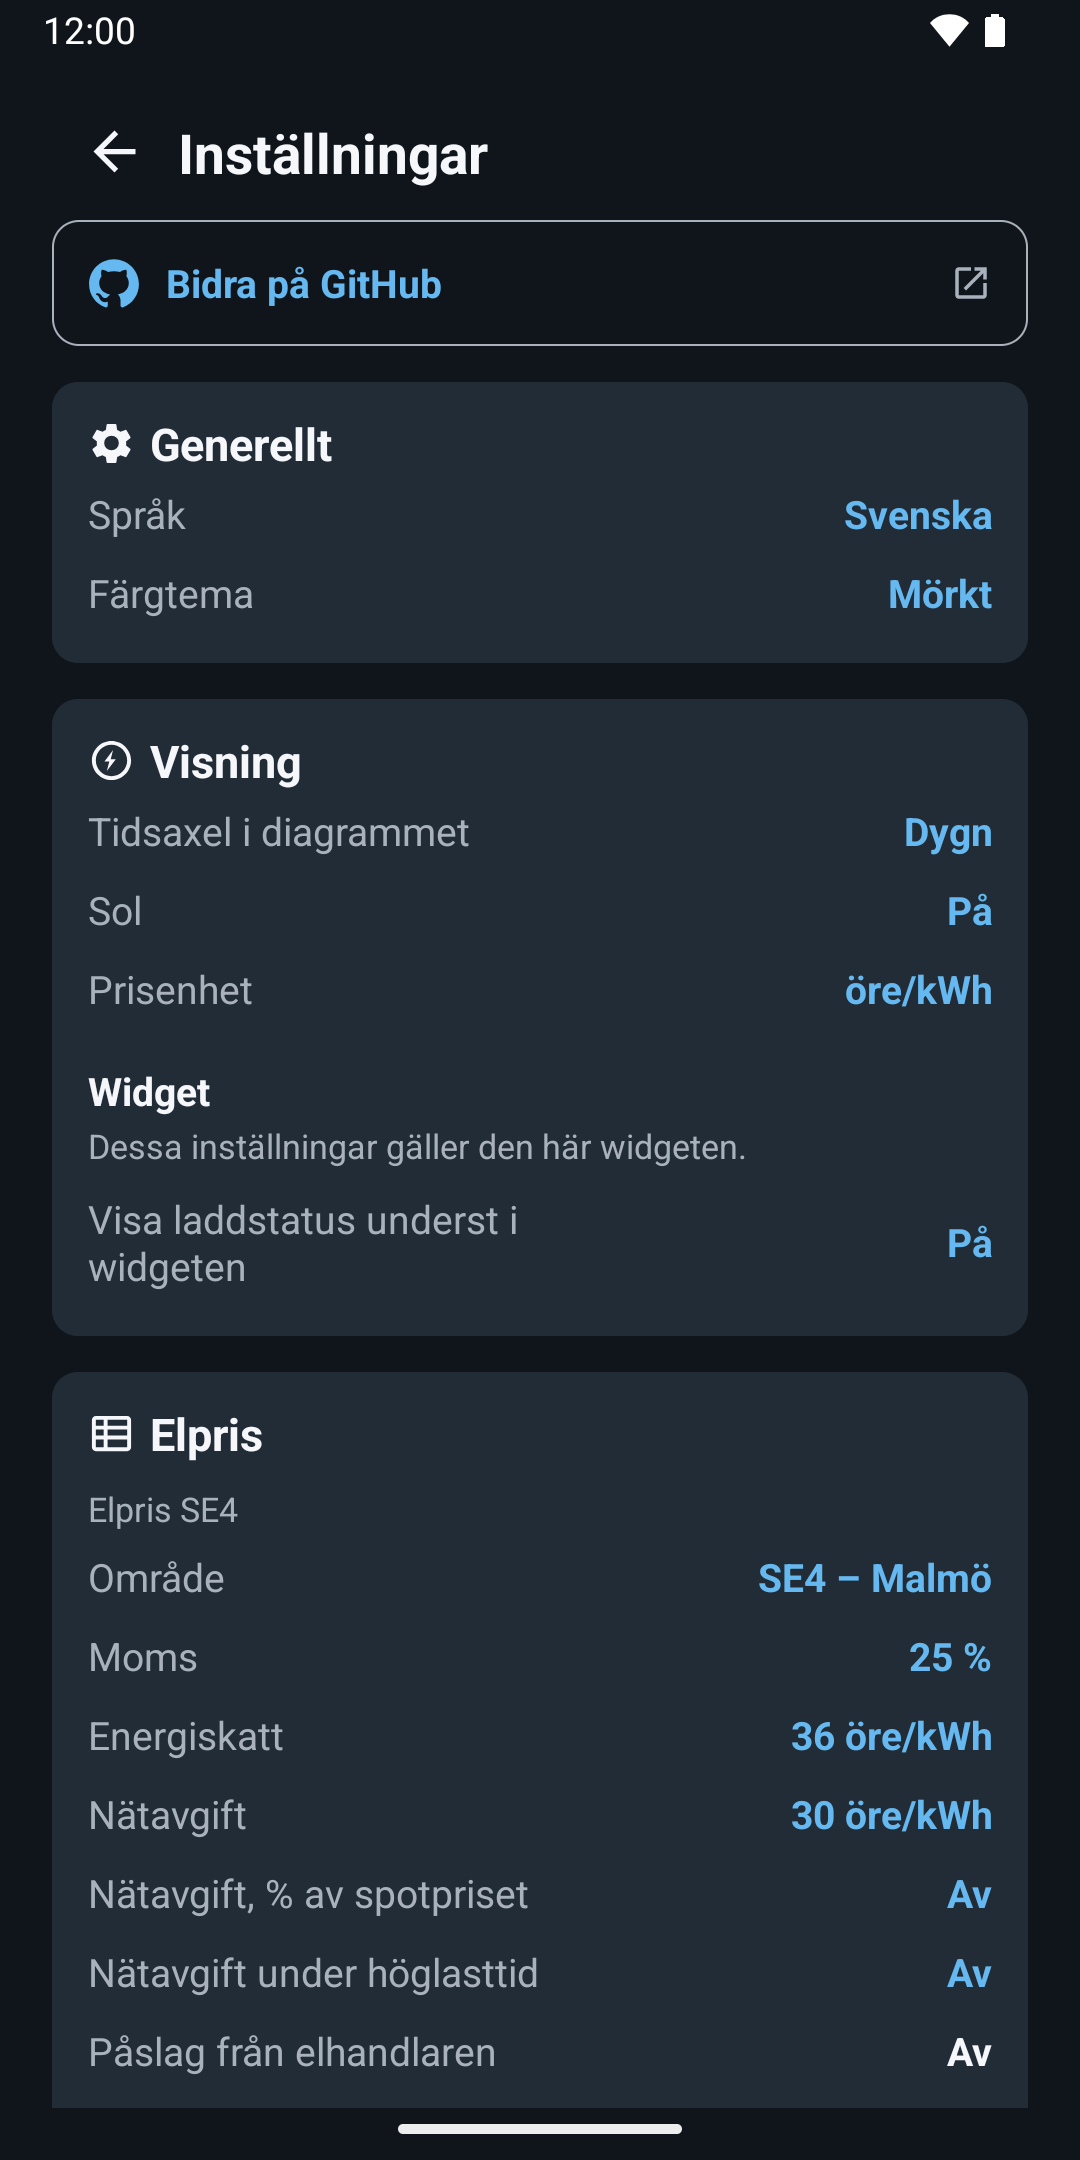 12:00
Inställningar
Bidra på GitHub
Generellt
Språk Svenska
Färgtema Mörkt
Visning
Tidsaxel i diagrammet Dygn
Sol På
Prisenhet öre/kWh
Widget
Dessa inställningar gäller den här widgeten.
Visa laddstatus underst i
widgeten På
Elpris
Elpris SE4
Område SE4 – Malmö
Moms 25 %
Energiskatt 36 öre/kWh
Nätavgift 30 öre/kWh
Nätavgift, % av spotpriset Av
Nätavgift under höglasttid Av
Påslag från elhandlaren Av